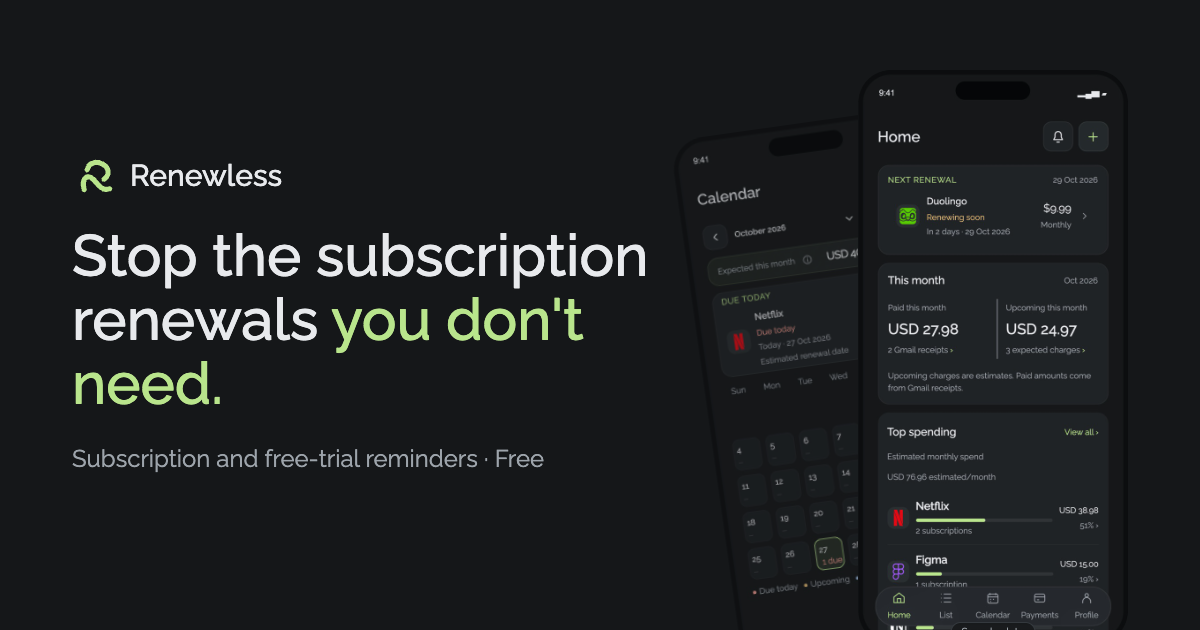 Renewless
Stop the subscription
renewals you don't
need.
Subscription and free-trial reminders · Free
9:41
Calendar
October 2026
Expected this month
DUE TODAY
Netflix
Due today
Today · 27 Oct 2026
Estimated renewal date
Sun Mon Tue Wed
4 5 6 7
11 12 13 14
18 19 20 21
25 26 27
1 due
Due today Upcoming
9:41
Home
NEXT RENEWAL 29 Oct 2026
Duolingo
Renewing soon
In 2 days · 29 Oct 2026
$9.99
Monthly
This month Oct 2026
Paid this month
USD 27.98
2 Gmail receipts ›
Upcoming this month
USD 24.97
3 expected charges ›
Upcoming charges are estimates. Paid amounts come
from Gmail receipts.
Top spending View all ›
Estimated monthly spend
USD 76.96 estimated/month
Netflix USD 38.98
2 subscriptions 51% ›
Figma USD 15.00
1 subscription 19% ›
Home List Calendar Payments Profile